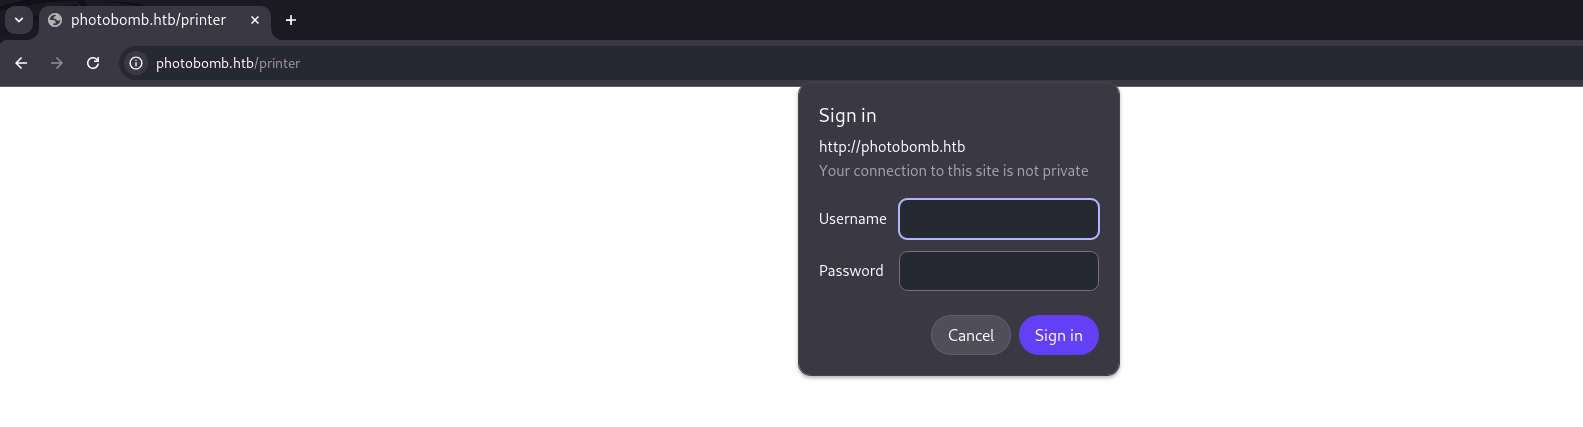 photobomb.htb/printer
photobomb.htb/printer
Sign in
http://photobomb.htb
Your connection to this site is not private
Username
Password
Cancel Sign in